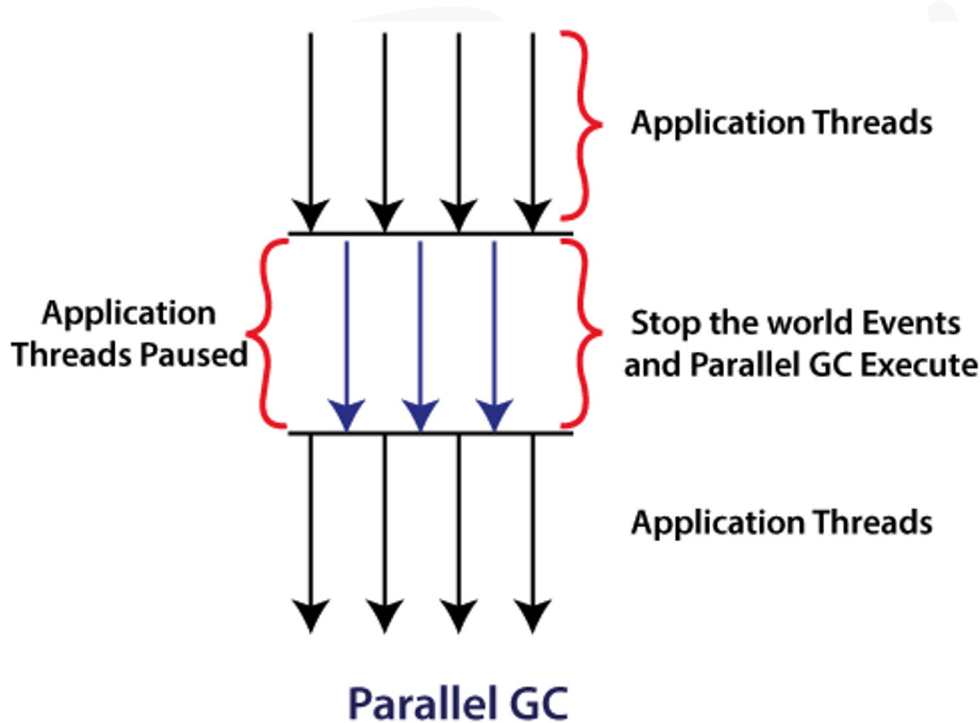 Application Threads
Application
Threads Paused
Stop the world Events
and Parallel GC Execute
Application Threads
Parallel GC